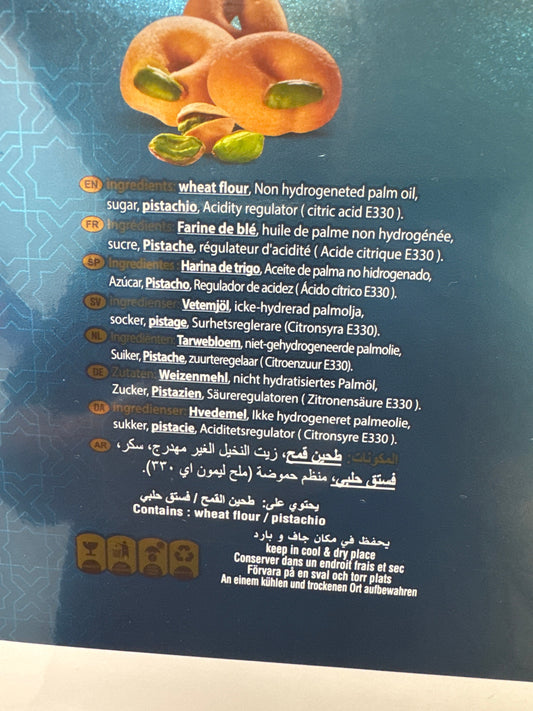 EN Ingredients: wheat flour, Non hydrogeneted palm oil,
sugar, pistachio, Acidity regulator ( citric acid E330 ).
FR Ingredients: Farine de blé, huile de palme non hydrogénée,
sucre, Pistache, régulateur d'acidité ( Acide citrique E330 ).
SP Ingredientes: Harina de trigo, Aceite de palma no hidrogenado,
Azúcar, Pistacho, Regulador de acidez ( Ácido cítrico E330 ).
SV Ingredienser: Vetemjöl, icke-hydrerad palmolja,
socker, pistage, Surhetsreglerare (Citronsyra E330).
NL Ingrediënten: Tarwebloem, niet-gehydrogeneerde palmolie,
Suiker, Pistache, zuurteregelaar ( Citroenzuur E330).
DE Zutaten: Weizenmehl, nicht hydratisiertes Palmöl,
Zucker, Pistazien, Säureregulatoren ( Zitronensäure E330 ).
DA Ingredienser: Hvedemel, Ikke hydrogeneret palmeolie,
sukker, pistacie, Aciditetsregulator ( Citronsyre E330 ).
AR المكونات: طحين قمح، زيت النخيل الغير مهدرج، سكر،
فستق حلبي، منظم حموضة (ملح ليمون اي ٣٣٠).
يحتوي على: طحين القمح / فستق حلبي
Contains : wheat flour / pistachio
يحفظ في مكان جاف و بارد
keep in cool & dry place
Conserver dans un endroit frais et sec
Förvara på en sval och torr plats
An einem kühlen und trockenen Ort aufbewahren